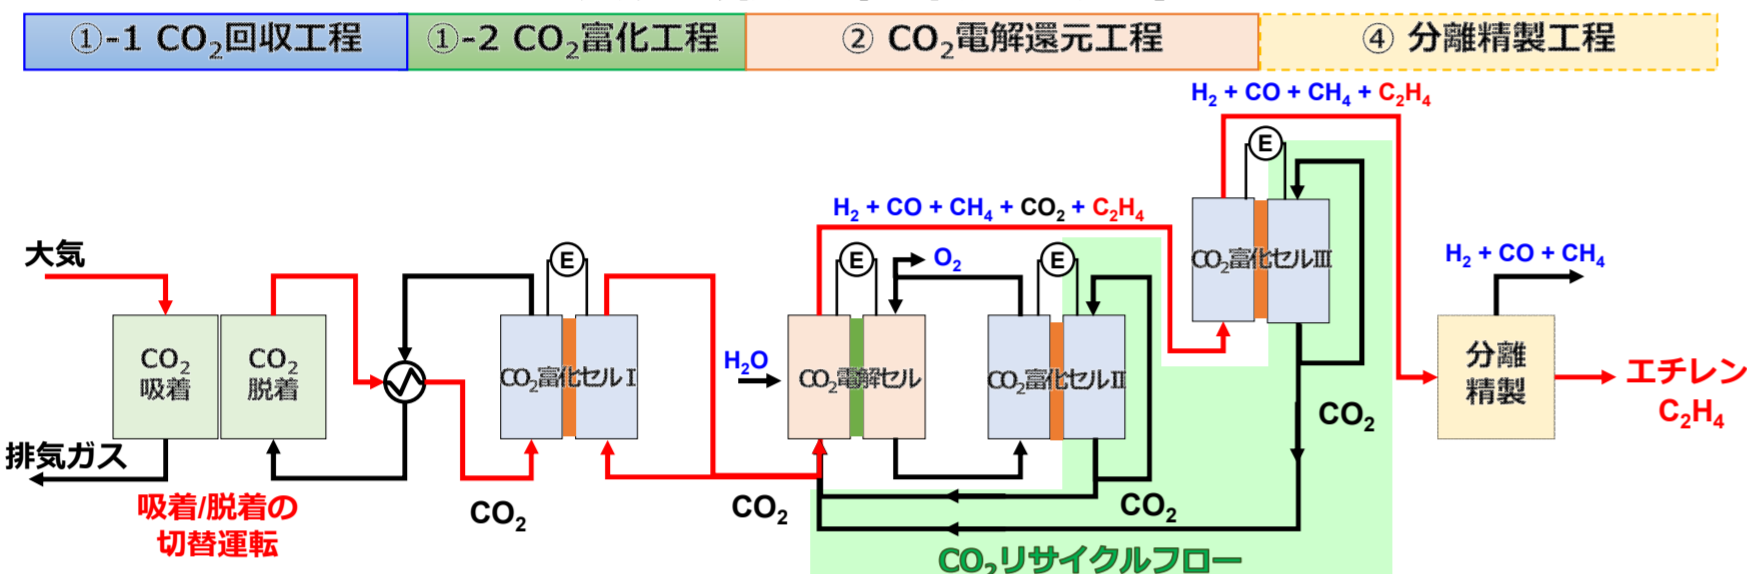 ①-1 CO₂回収工程
①-2 CO₂富化工程
② CO₂電解還元工程
④ 分離精製工程
H₂ + CO + CH₄ + C₂H₄
E
H₂ + CO + CH₄ + CO₂ + C₂H₄
CO₂富化セルⅢ
大気
E
E
O₂
E
H₂ + CO + CH₄
CO₂
吸着
CO₂
脱着
CO₂富化セルⅠ
H₂O
CO₂電解セル
CO₂富化セルⅡ
CO₂
分離
精製
エチレン
C₂H₄
排気ガス
吸着/脱着の
切替運転
CO₂
CO₂
CO₂
CO₂リサイクルフロー